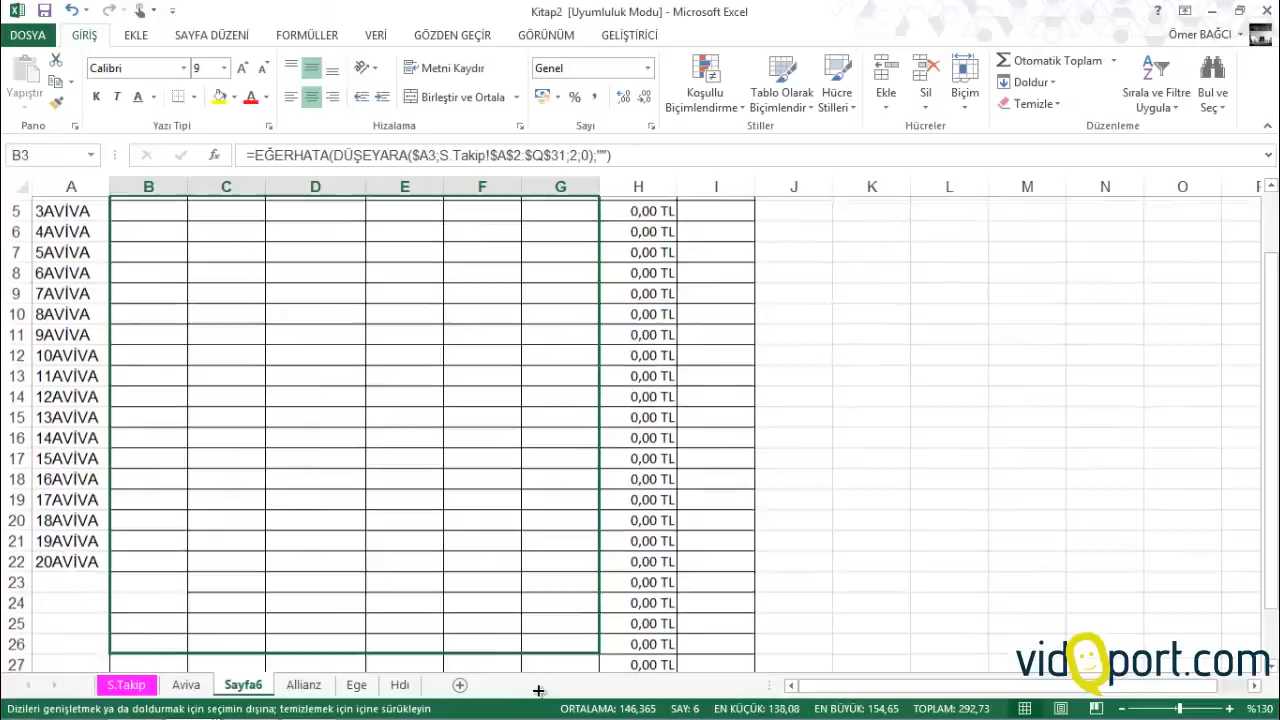 Kitap2 [Uyumluluk Modu] - Microsoft Excel
DOSYA GİRİŞ EKLE SAYFA DÜZENİ FORMÜLLER VERİ GÖZDEN GEÇİR GÖRÜNÜM GELİŞTİRİCİ Ömer BAĞCI
Yapıştır
Pano
Calibri 9
K T A
Yazı Tipi
Metni Kaydır
Birleştir ve Ortala
Hizalama
Genel
Sayı
Koşullu Biçimlendirme
Tablo Olarak Biçimlendir
Hücre Stilleri
Stiller
Ekle Sil Biçim
Hücreler
Otomatik Toplam
Doldur
Temizle
Sırala ve Filtre Uygula
Bul ve Seç
Düzenleme
B3 =EĞERHATA(DÜŞEYARA($A3;S.Takip!$A$2:$Q$31;2;0);"")
A B C D E F G H I J K L M N O
5 3AVİVA 0,00 TL
6 4AVİVA 0,00 TL
7 5AVİVA 0,00 TL
8 6AVİVA 0,00 TL
9 7AVİVA 0,00 TL
10 8AVİVA 0,00 TL
11 9AVİVA 0,00 TL
12 10AVİVA 0,00 TL
13 11AVİVA 0,00 TL
14 12AVİVA 0,00 TL
15 13AVİVA 0,00 TL
16 14AVİVA 0,00 TL
17 15AVİVA 0,00 TL
18 16AVİVA 0,00 TL
19 17AVİVA 0,00 TL
20 18AVİVA 0,00 TL
21 19AVİVA 0,00 TL
22 20AVİVA 0,00 TL
23 0,00 TL
24 0,00 TL
25 0,00 TL
26 0,00 TL
27 0,00 TL
vidoport.com
S.Takip Aviva Sayfa6 Allianz Ege Hdı
Dizileri genişletmek ya da doldurmak için seçimin dışına; temizlemek için içine sürükleyin ORTALAMA: 146,365 SAY: 6 EN KÜÇÜK: 138,08 EN BÜYÜK: 154,65 TOPLAM: 292,73 %130